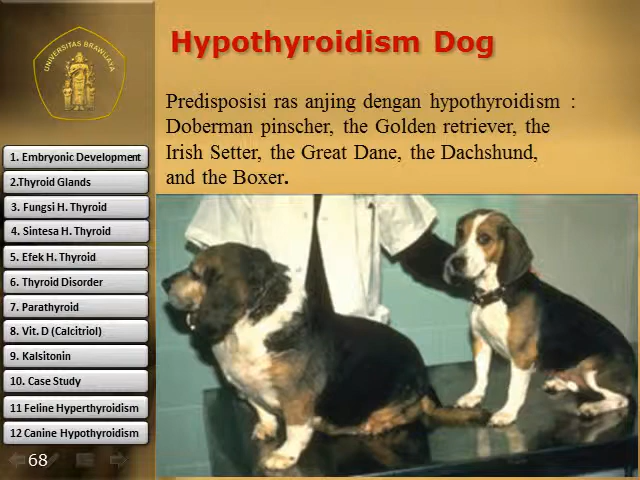 Hypothyroidism Dog
UNIVERSITAS BRAWIJAYA
Predisposisi ras anjing dengan hypothyroidism :
Doberman pinscher, the Golden retriever, the
Irish Setter, the Great Dane, the Dachshund,
and the Boxer.
1. Embryonic Development
2.Thyroid Glands
3. Fungsi H. Thyroid
4. Sintesa H. Thyroid
5. Efek H. Thyroid
6. Thyroid Disorder
7. Parathyroid
8. Vit. D (Calcitriol)
9. Kalsitonin
10. Case Study
11 Feline Hyperthyroidism
12 Canine Hypothyroidism
68